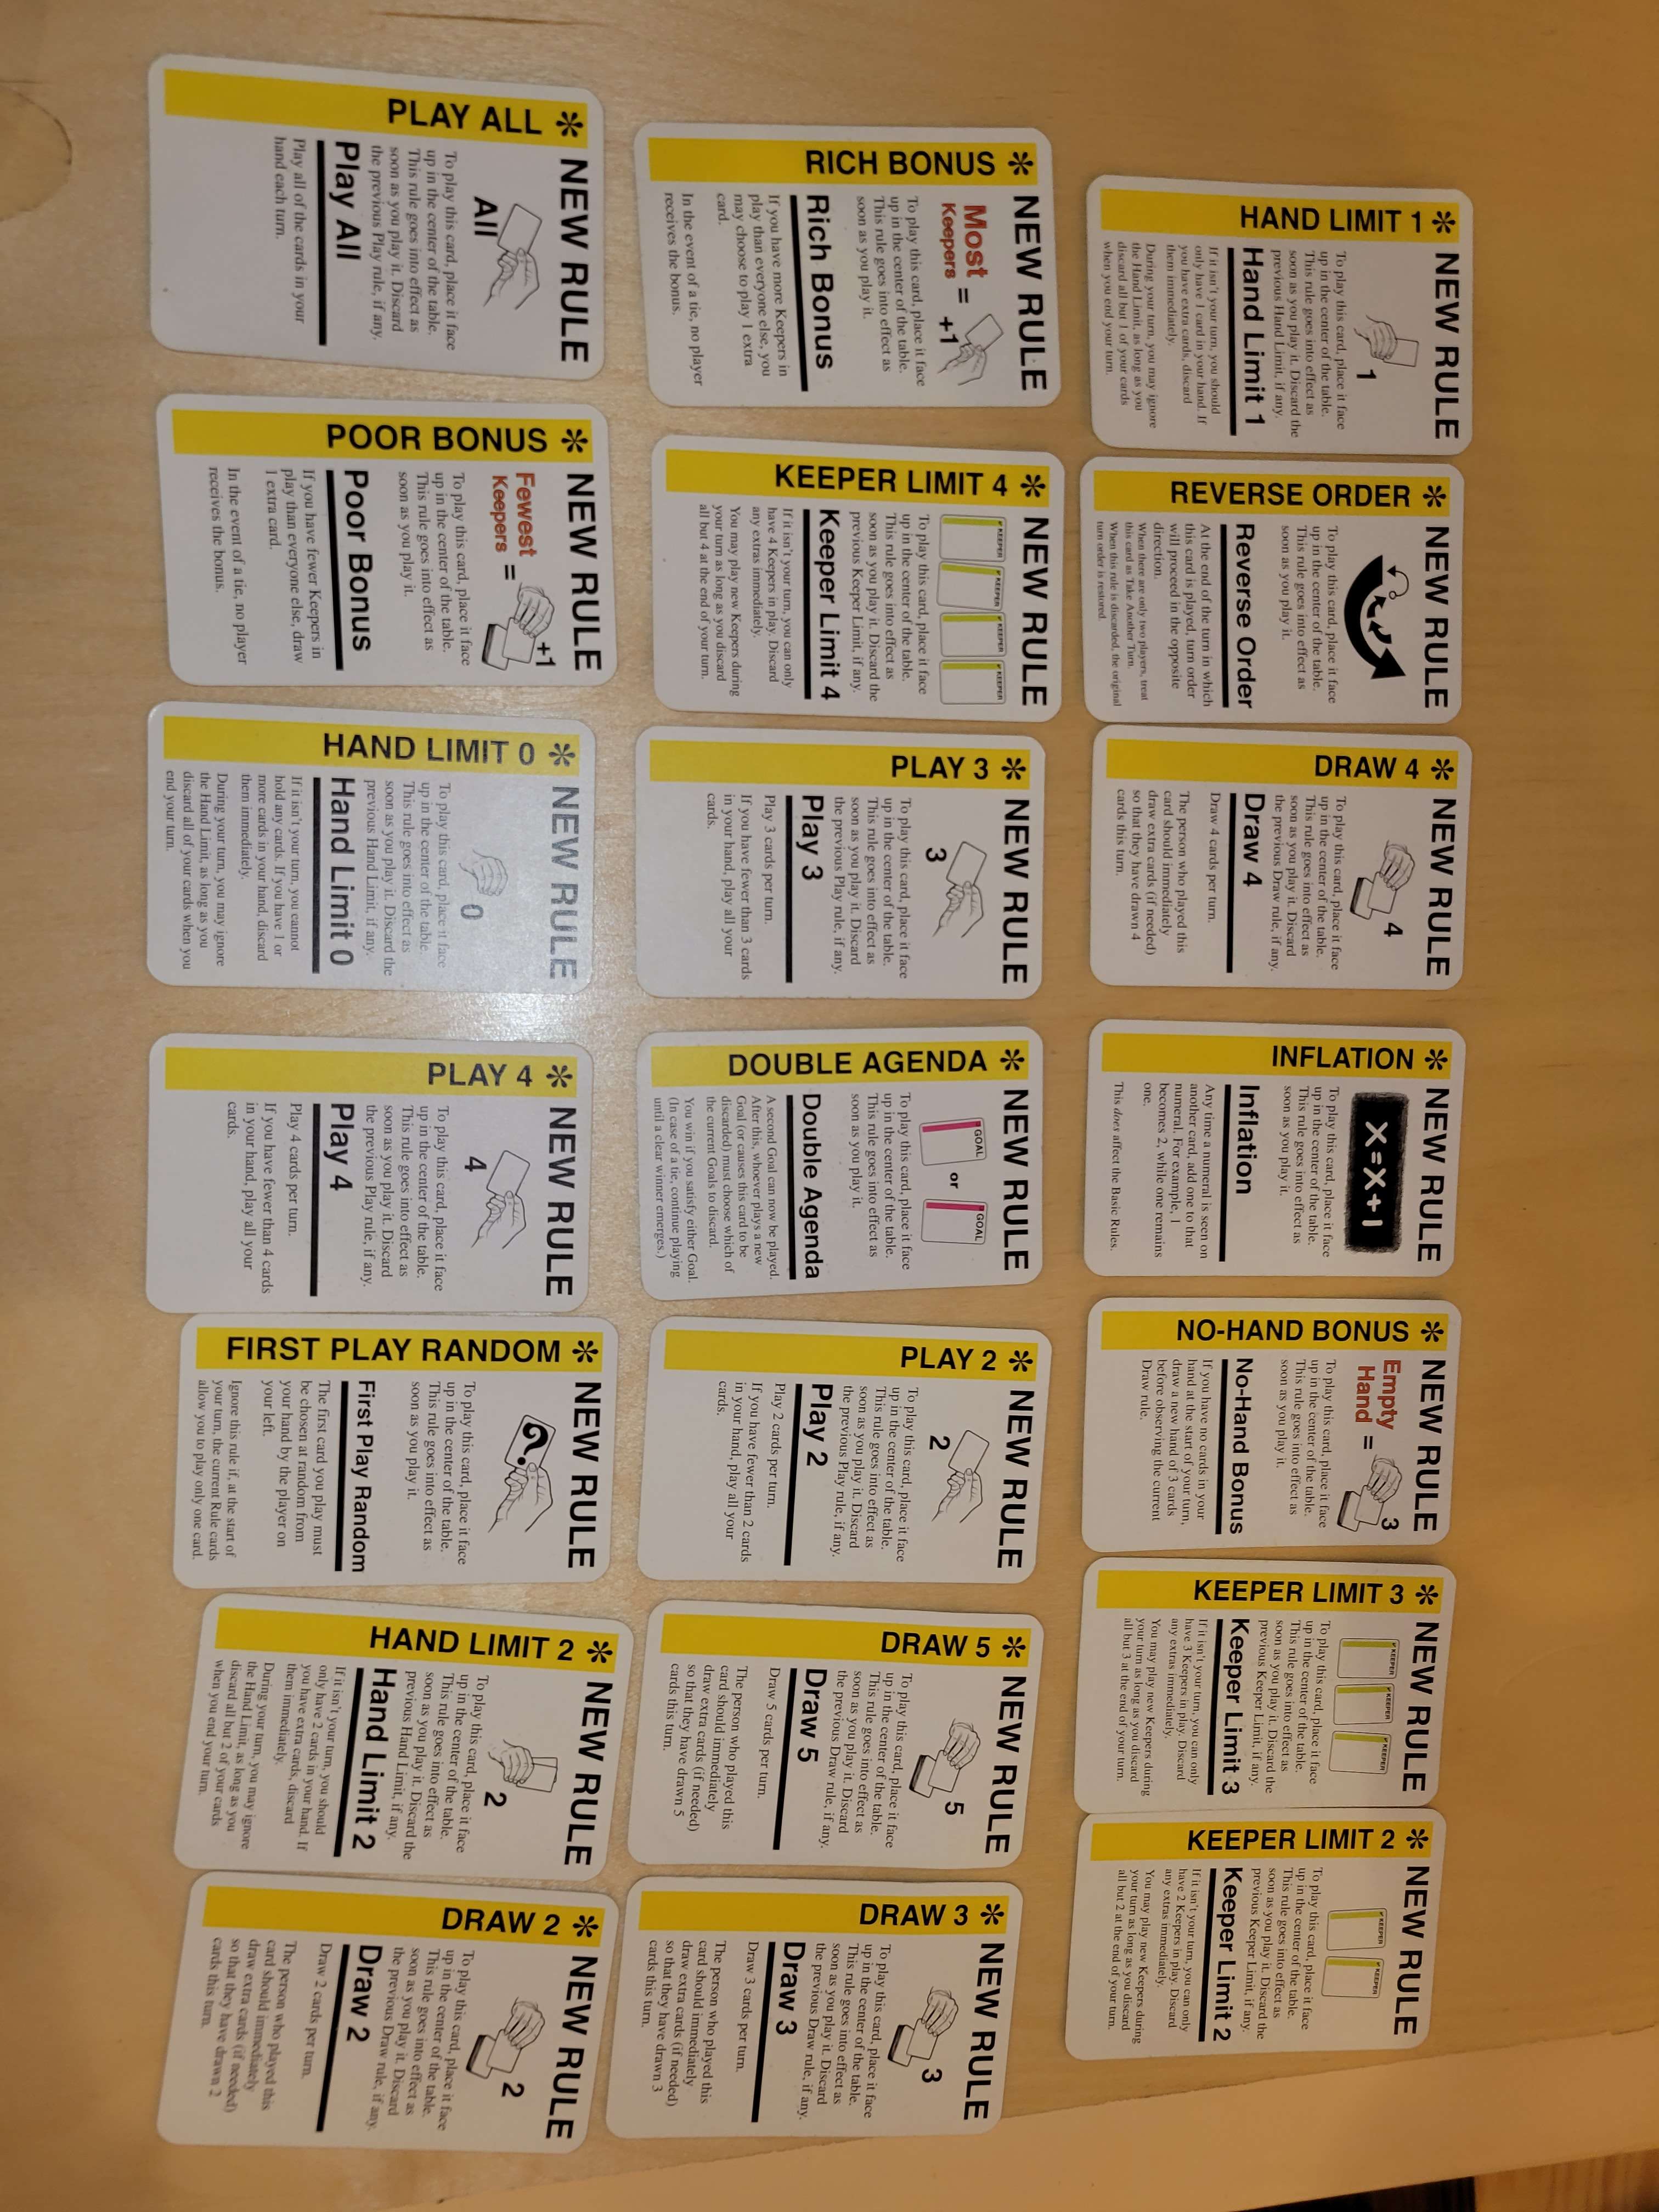 NEW RULE
1
HAND LIMIT 1
To play this card, place it face
up in the center of the table.
This rule goes into effect as
soon as you play it. Discard the
previous Hand Limit, if any.
Hand Limit 1
If it isn't your turn, you should
only have 1 card in your hand. If
you have extra cards, discard
them immediately.
During your turn, you may ignore
the Hand Limit, as long as you
discard all but 1 of your cards
when you end your turn.
NEW RULE
REVERSE ORDER
To play this card, place it face
up in the center of the table.
This rule goes into effect as
soon as you play it.
Reverse Order
At the end of the turn in which
this card is played, turn order
will proceed in the opposite
direction.
When there are only two players, treat
this card as Take Another Turn.
When this rule is discarded, the original
turn order is restored.
NEW RULE
4
DRAW 4
To play this card, place it face
up in the center of the table.
This rule goes into effect as
soon as you play it. Discard
the previous Draw rule, if any.
Draw 4
Draw 4 cards per turn.
The person who played this
card should immediately
draw extra cards (if needed)
so that they have drawn 4
cards this turn.
NEW RULE
X=X+1
INFLATION
To play this card, place it face
up in the center of the table.
This rule goes into effect as
soon as you play it.
Inflation
Any time a numeral is seen on
another card, add one to that
numeral. For example, 1
becomes 2, while one remains
one.
This does affect the Basic Rules.
NEW RULE
Empty
Hand = 3
NO-HAND BONUS
To play this card, place it face
up in the center of the table.
This rule goes into effect as
soon as you play it.
No-Hand Bonus
If you have no cards in your
hand at the start of your turn,
draw a new hand of 3 cards
before observing the current
Draw rule.
NEW RULE
KEEPER KEEPER KEEPER
KEEPER LIMIT 3
To play this card, place it face
up in the center of the table.
This rule goes into effect as
soon as you play it. Discard the
previous Keeper Limit, if any.
Keeper Limit 3
If it isn't your turn, you can only
have 3 Keepers in play. Discard
any extras immediately.
You may play new Keepers during
your turn as long as you discard
all but 3 at the end of your turn.
NEW RULE
KEEPER KEEPER
KEEPER LIMIT 2
To play this card, place it face
up in the center of the table.
This rule goes into effect as
soon as you play it. Discard the
previous Keeper Limit, if any.
Keeper Limit 2
If it isn't your turn, you can only
have 2 Keepers in play. Discard
any extras immediately.
You may play new Keepers during
your turn as long as you discard
all but 2 at the end of your turn.
NEW RULE
Most
Keepers = +1
RICH BONUS
To play this card, place it face
up in the center of the table.
This rule goes into effect as
soon as you play it.
Rich Bonus
If you have more Keepers in
play than everyone else, you
may choose to play 1 extra
card.
In the event of a tie, no player
receives the bonus.
NEW RULE
KEEPER KEEPER KEEPER KEEPER
KEEPER LIMIT 4
To play this card, place it face
up in the center of the table.
This rule goes into effect as
soon as you play it. Discard the
previous Keeper Limit, if any.
Keeper Limit 4
If it isn't your turn, you can only
have 4 Keepers in play. Discard
any extras immediately.
You may play new Keepers during
your turn as long as you discard
all but 4 at the end of your turn.
NEW RULE
3
PLAY 3
To play this card, place it face
up in the center of the table.
This rule goes into effect as
soon as you play it. Discard
the previous Play rule, if any.
Play 3
Play 3 cards per turn.
If you have fewer than 3 cards
in your hand, play all your
cards.
NEW RULE
GOAL or GOAL
DOUBLE AGENDA
To play this card, place it face
up in the center of the table.
This rule goes into effect as
soon as you play it.
Double Agenda
A second Goal can now be played.
After this, whoever plays a new
Goal (or causes this card to be
discarded) must chose which of
the current Goals to discard.
You win if you satisfy either Goal.
(In case of a tie, continue playing
until a clear winner emerges.)
NEW RULE
2
PLAY 2
To play this card, place it face
up in the center of the table.
This rule goes into effect as
soon as you play it. Discard
the previous Play rule, if any.
Play 2
Play 2 cards per turn.
If you have fewer than 2 cards
in your hand, play all your
cards.
NEW RULE
5
DRAW 5
To play this card, place it face
up in the center of the table.
This rule goes into effect as
soon as you play it. Discard
the previous Draw rule, if any.
Draw 5
Draw 5 cards per turn.
The person who played this
card should immediately
draw extra cards (if needed)
so that they have drawn 5
cards this turn.
NEW RULE
3
DRAW 3
To play this card, place it face
up in the center of the table.
This rule goes into effect as
soon as you play it. Discard
the previous Draw rule, if any.
Draw 3
Draw 3 cards per turn.
The person who played this
card should immediately
draw extra cards (if needed)
so that they have drawn 3
cards this turn.
NEW RULE
All
PLAY ALL
To play this card, place it face
up in the center of the table.
This rule goes into effect as
soon as you play it. Discard
the previous Play rule, if any.
Play All
Play all of the cards in your
hand each turn.
NEW RULE
Fewest
Keepers = +1
POOR BONUS
To play this card, place it face
up in the center of the table.
This rule goes into effect as
soon as you play it.
Poor Bonus
If you have fewer Keepers in
play than everyone else, draw
1 extra card.
In the event of a tie, no player
receives the bonus.
NEW RULE
0
HAND LIMIT 0
To play this card, place it face
up in the center of the table.
This rule goes into effect as
soon as you play it. Discard the
previous Hand Limit, if any.
Hand Limit 0
If it isn't your turn, you cannot
hold any cards. If you have 1 or
more cards in your hand, discard
them immediately.
During your turn, you may ignore
the Hand Limit, as long as you
discard all of your cards when you
end your turn.
NEW RULE
4
PLAY 4
To play this card, place it face
up in the center of the table.
This rule goes into effect as
soon as you play it. Discard
the previous Play rule, if any.
Play 4
Play 4 cards per turn.
If you have fewer than 4 cards
in your hand, play all your
cards.
NEW RULE
?
FIRST PLAY RANDOM
To play this card, place it face
up in the center of the table.
This rule goes into effect as
soon as you play it.
First Play Random
The first card you play must
be chosen at random from
your hand by the player on
your left.
Ignore this rule if, at the start of
your turn, the current Rule cards
allow you to play only one card.
NEW RULE
2
HAND LIMIT 2
To play this card, place it face
up in the center of the table.
This rule goes into effect as
soon as you play it. Discard the
previous Hand Limit, if any.
Hand Limit 2
If it isn't your turn, you should
only have 2 cards in your hand. If
you have extra cards, discard
them immediately.
During your turn, you may ignore
the Hand Limit, as long as you
discard all but 2 of your cards
when you end your turn.
NEW RULE
2
DRAW 2
To play this card, place it face
up in the center of the table.
This rule goes into effect as
soon as you play it. Discard
the previous Draw rule, if any.
Draw 2
Draw 2 cards per turn.
The person who played this
card should immediately
draw extra cards (if needed)
so that they have drawn 2
cards this turn.